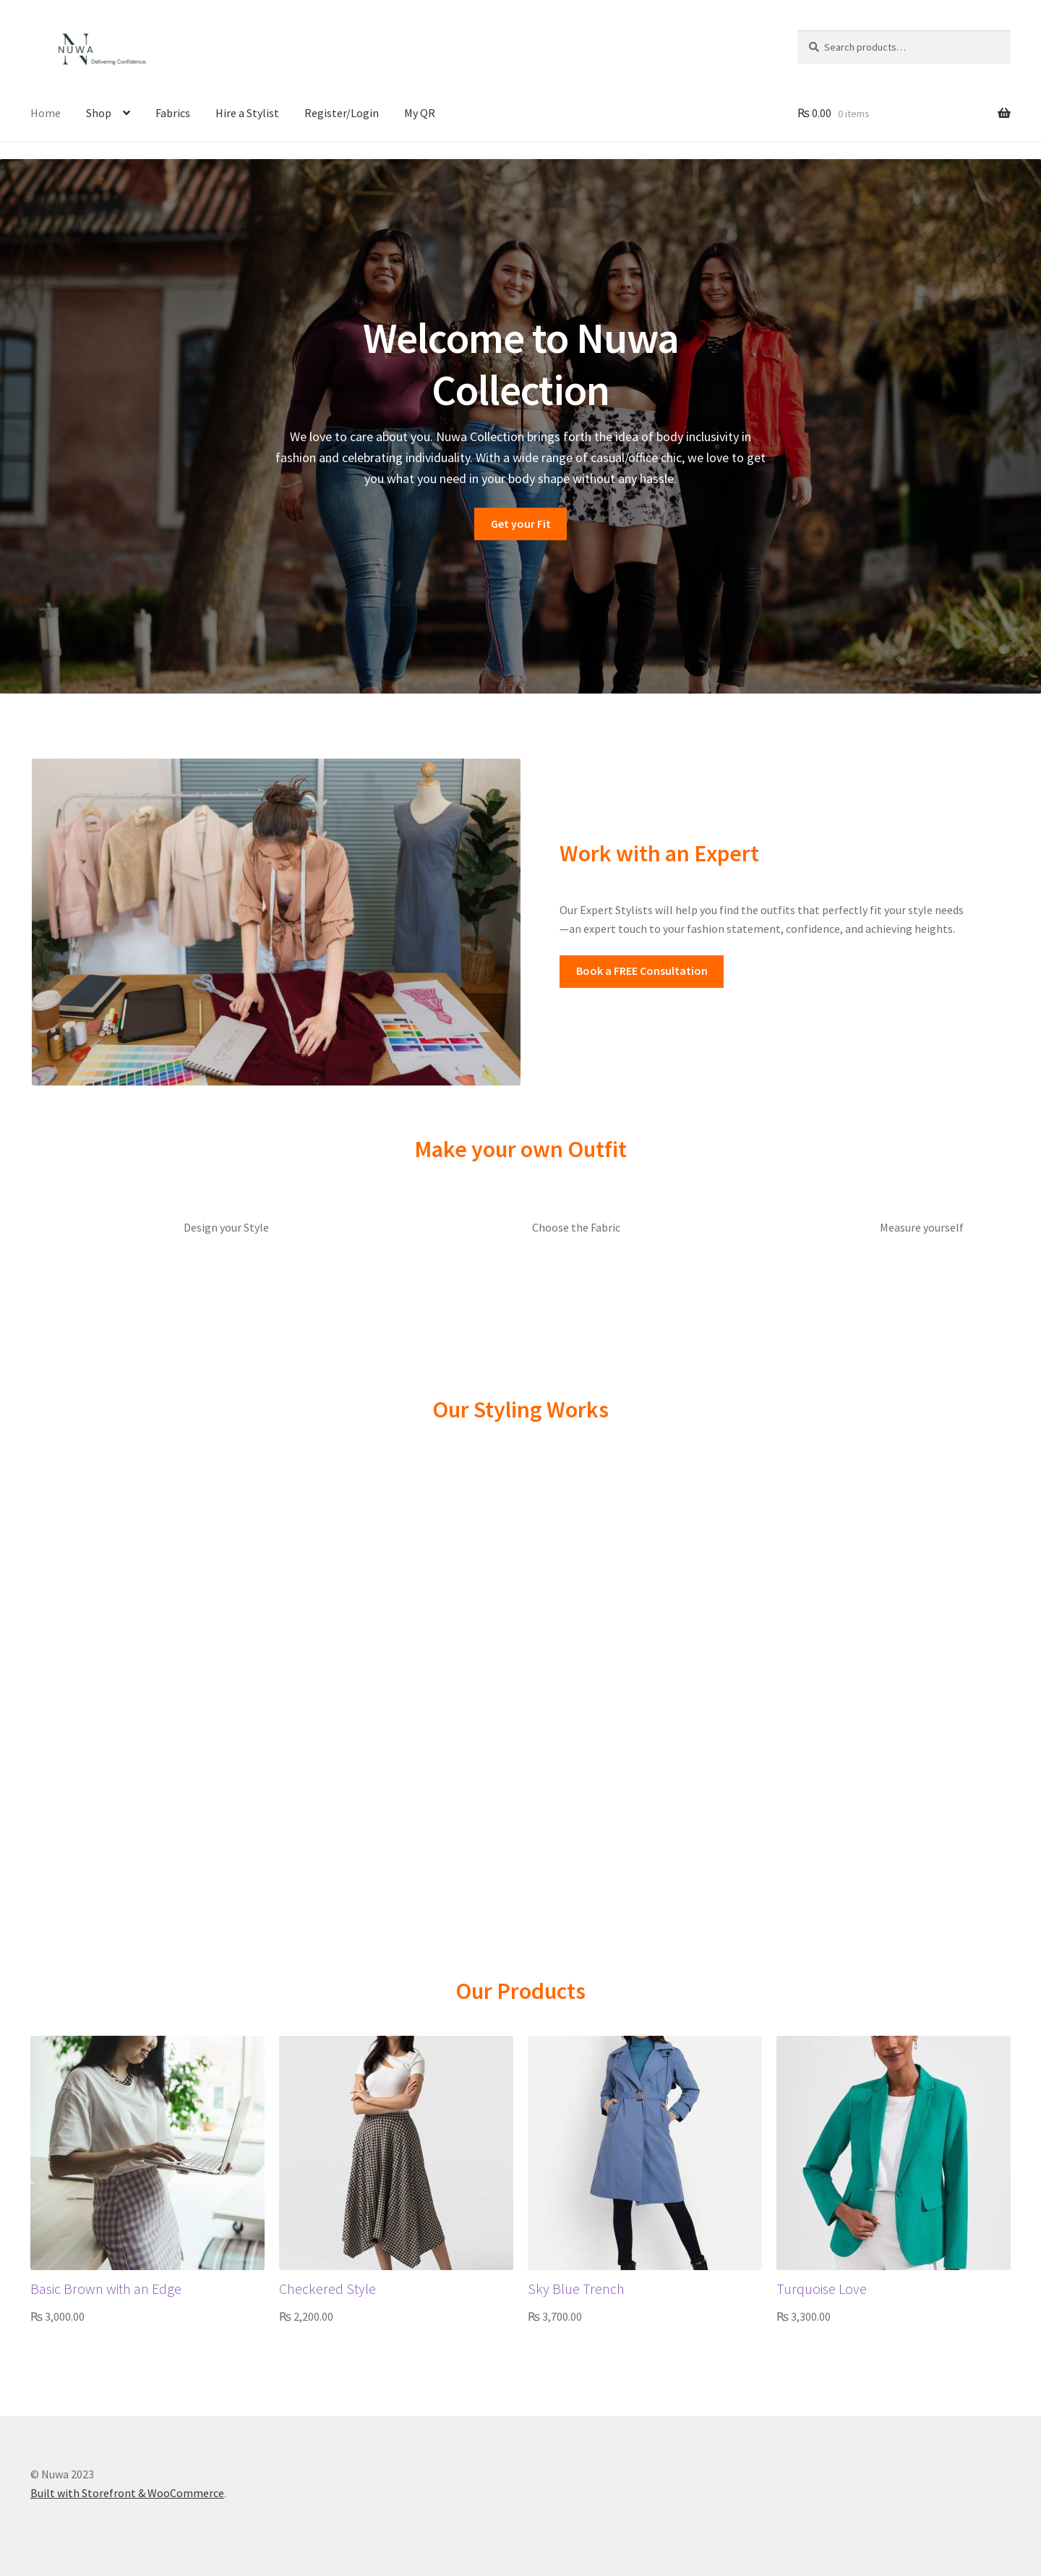 NUWA
Delivering Confidence.
Search products…
Home Shop Fabrics Hire a Stylist Register/Login My QR
₨ 0.00 0 items
Welcome to Nuwa
Collection
We love to care about you. Nuwa Collection brings forth the idea of body inclusivity in
fashion and celebrating individuality. With a wide range of casual/office chic, we love to get
you what you need in your body shape without any hassle.
Get your Fit
Work with an Expert
Our Expert Stylists will help you find the outfits that perfectly fit your style needs
—an expert touch to your fashion statement, confidence, and achieving heights.
Book a FREE Consultation
Make your own Outfit
Design your Style
Choose the Fabric
Measure yourself
Our Styling Works
Our Products
Basic Brown with an Edge
₨ 3,000.00
Checkered Style
₨ 2,200.00
Sky Blue Trench
₨ 3,700.00
Turquoise Love
₨ 3,300.00
© Nuwa 2023
Built with Storefront & WooCommerce.